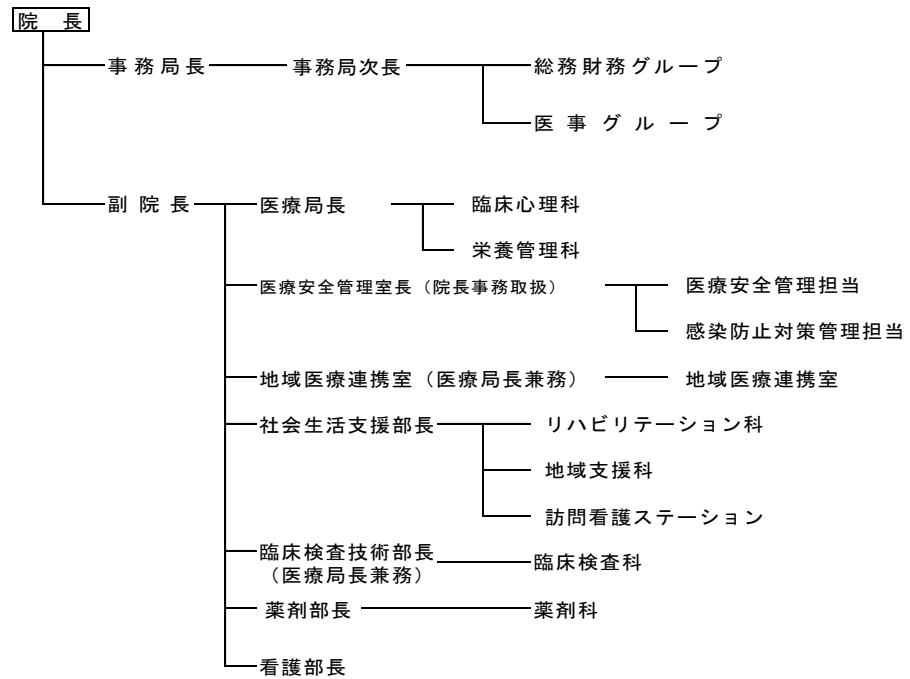 院　長
事務局長 事務局次長 総務財務グループ
医事グループ
副院長 医療局長 臨床心理科
栄養管理科
医療安全管理室長（院長事務取扱） 医療安全管理担当
感染防止対策管理担当
地域医療連携室（医療局長兼務） 地域医療連携室
社会生活支援部長 リハビリテーション科
地域支援科
訪問看護ステーション
臨床検査技術部長
（医療局長兼務） 臨床検査科
薬剤部長 薬剤科
看護部長